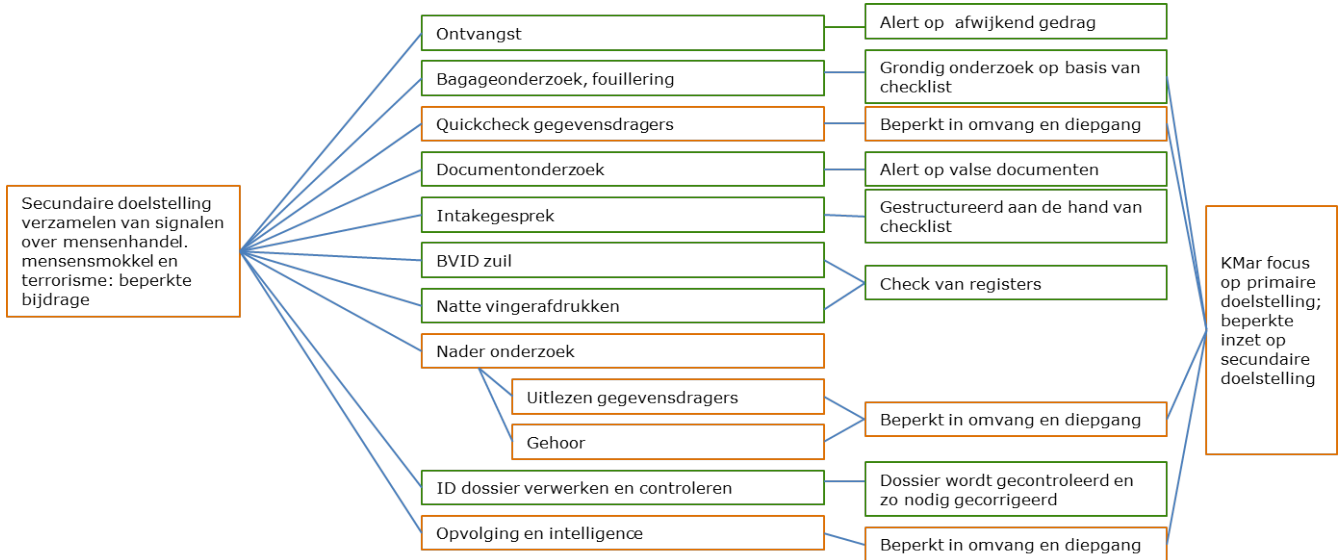 Secundaire doelstelling
verzamelen van signalen
over mensenhandel.
mensensmokkel en
terrorisme: beperkte
bijdrage
Ontvangst
Alert op  afwijkend gedrag
Bagageonderzoek, fouillering
Grondig onderzoek op basis van
checklist
Quickcheck gegevensdragers
Beperkt in omvang en diepgang
Documentonderzoek
Alert op valse documenten
Intakegesprek
Gestructureerd aan de hand van
checklist
BVID zuil
Natte vingerafdrukken
Check van registers
Nader onderzoek
Uitlezen gegevensdragers
Gehoor
Beperkt in omvang en diepgang
ID dossier verwerken en controleren
Dossier wordt gecontroleerd en
zo nodig gecorrigeerd
Opvolging en intelligence
Beperkt in omvang en diepgang
KMar focus
op primaire
doelstelling;
beperkte
inzet op
secundaire
doelstelling